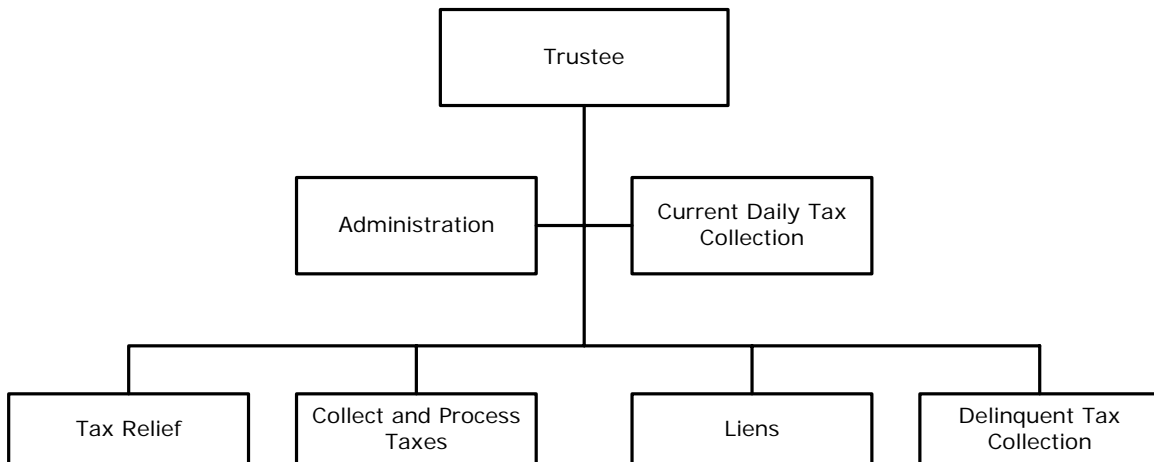 Trustee
Administration
Current Daily Tax
Collection
Tax Relief
Collect and Process
Taxes
Liens
Delinquent Tax
Collection